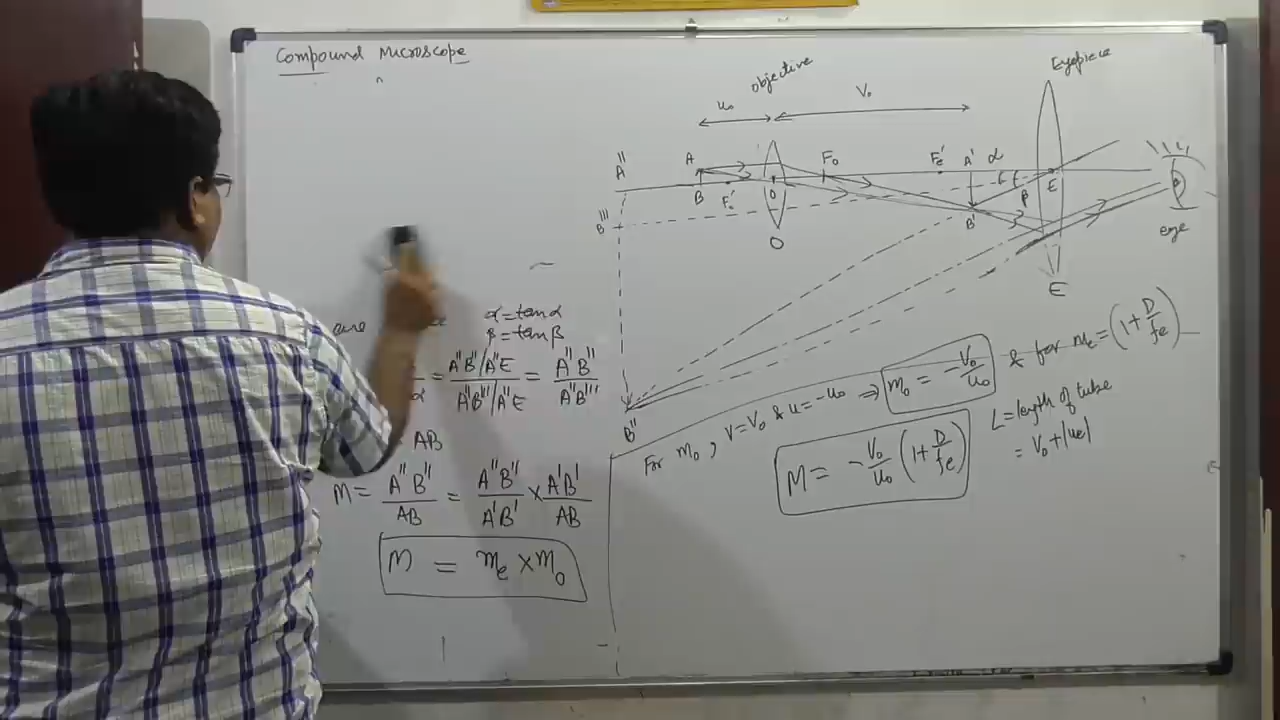 Compound Microscope
objective
Eyepiece
u₀
V₀
A'' A F₀ Fₑ' A' α
B F₀' O β E
B''' B'
O eye
E
B''
are
α = tanα
β = tanβ
α = A''B''/A''E / A''B'''/A''E = A''B'' / A''B'''
AB
M = A''B'' / AB = A''B'' / A'B' × A'B' / AB
M = mₑ × m₀
For m₀, V = V₀ & u = -u₀ ⇒ m₀ = -V₀/u₀ & for mₑ = (1 + D/fₑ)
M = -V₀/u₀ (1 + D/fₑ)
L = length of tube
= V₀ + |uₑ|